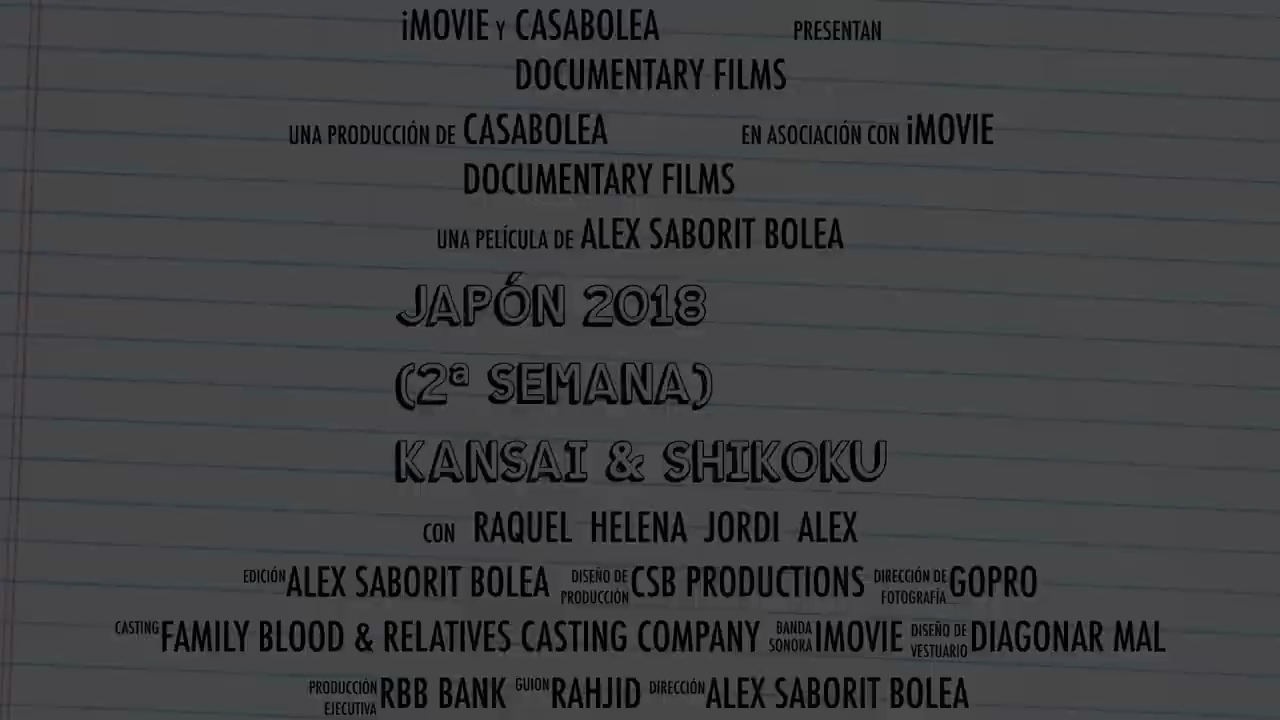 iMOVIE Y CASABOLEA PRESENTAN
DOCUMENTARY FILMS
UNA PRODUCCIÓN DE CASABOLEA EN ASOCIACIÓN CON iMOVIE
DOCUMENTARY FILMS
UNA PELÍCULA DE ALEX SABORIT BOLEA
JAPÓN 2018
(2ª SEMANA)
KANSAI & SHIKOKU
CON RAQUEL HELENA JORDI ALEX
EDICIÓN ALEX SABORIT BOLEA DISEÑO DE PRODUCCIÓN CSB PRODUCTIONS DIRECCIÓN DE FOTOGRAFÍA GOPRO
CASTING FAMILY BLOOD & RELATIVES CASTING COMPANY BANDA SONORA IMOVIE DISEÑO DE VESTUARIO DIAGONAR MAL
PRODUCCIÓN EJECUTIVA RBB BANK GUION RAHJID DIRECCIÓN ALEX SABORIT BOLEA